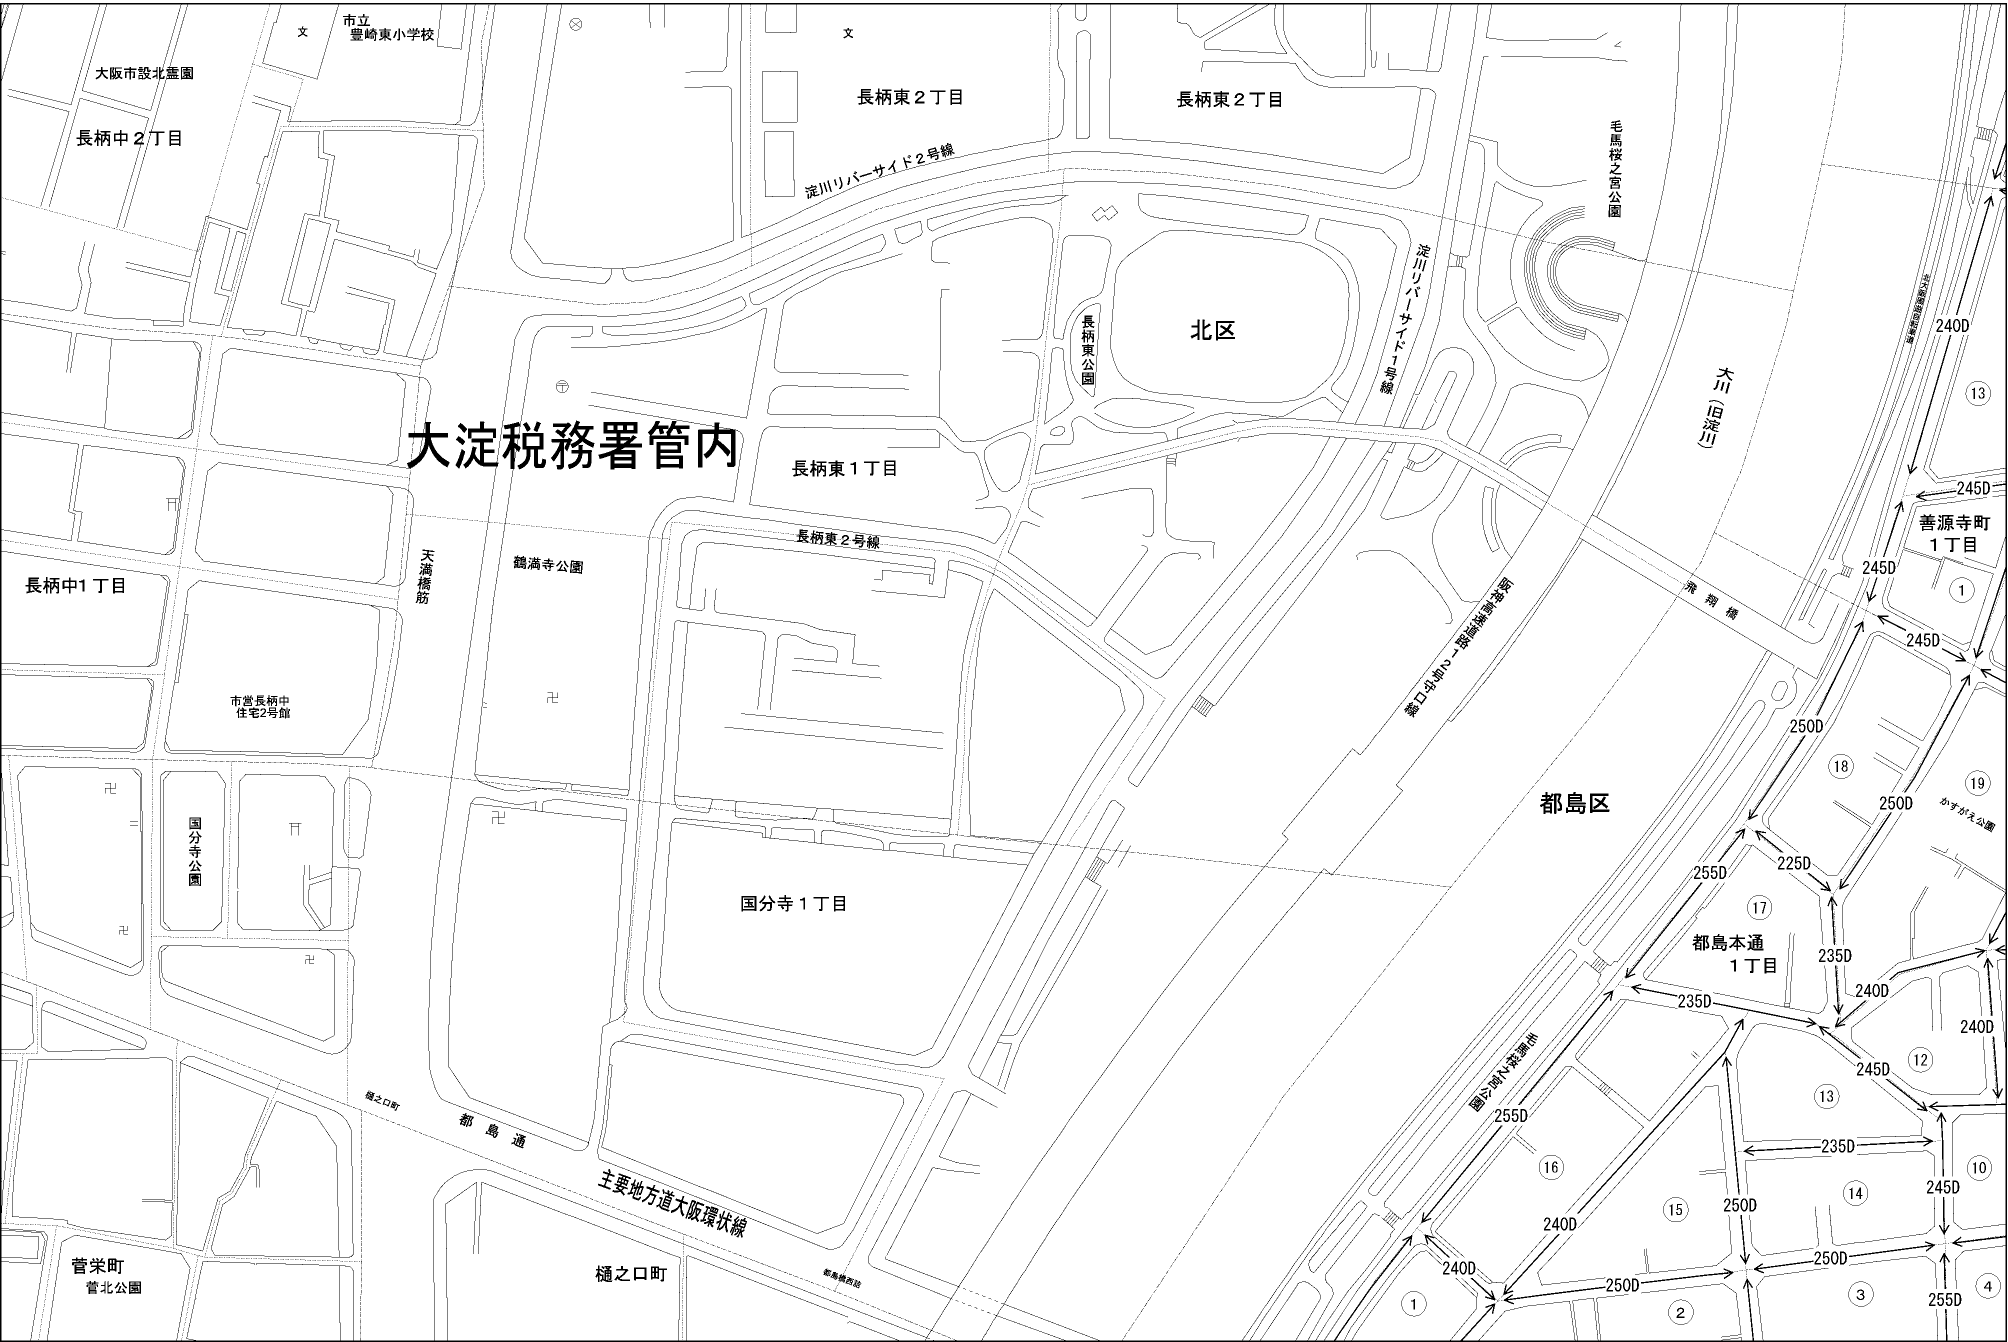 市立
豊崎東小学校
文
文
大阪市設北霊園
長柄中２丁目
長柄東２丁目
長柄東２丁目
淀川リバーサイド２号線
毛馬桜之宮公園
淀川リバーサイド１号線
長柄東公園
北区
大川（旧淀川）
240D
13
大淀税務署管内
長柄東１丁目
245D
善源寺町
１丁目
長柄東２号線
天満橋筋
鶴満寺公園
長柄中１丁目
245D
1
阪神高速道路１２号守口線
飛翔橋
245D
市営長柄中
住宅2号館
250D
18
19
250D
かすがえ公園
都島区
国分寺公園
225D
255D
国分寺１丁目
17
都島本通
１丁目
235D
240D
235D
240D
12
毛馬桜之宮公園
245D
13
樋之口町
都島通
255D
235D
16
10
主要地方道大阪環状線
245D
14
15
250D
240D
菅栄町
菅北公園
樋之口町
都島橋西詰
240D
250D
250D
1
2
3
4
255D